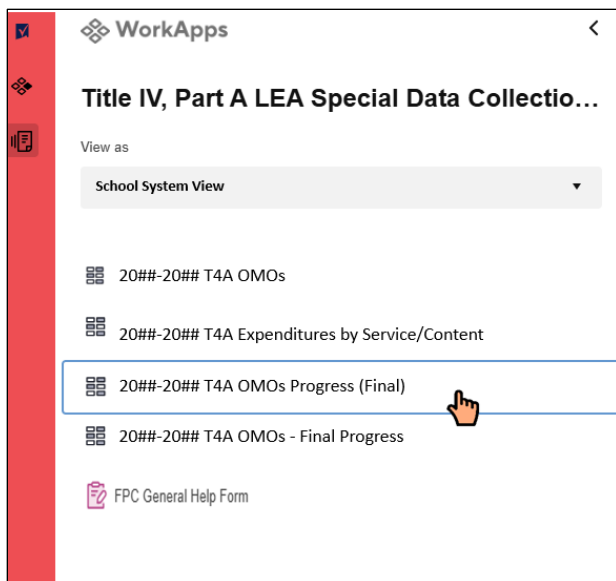 WorkApps
Title IV, Part A LEA Special Data Collectio...
View as
School System View
20##-20## T4A OMOs
20##-20## T4A Expenditures by Service/Content
20##-20## T4A OMOs Progress (Final)
20##-20## T4A OMOs - Final Progress
FPC General Help Form